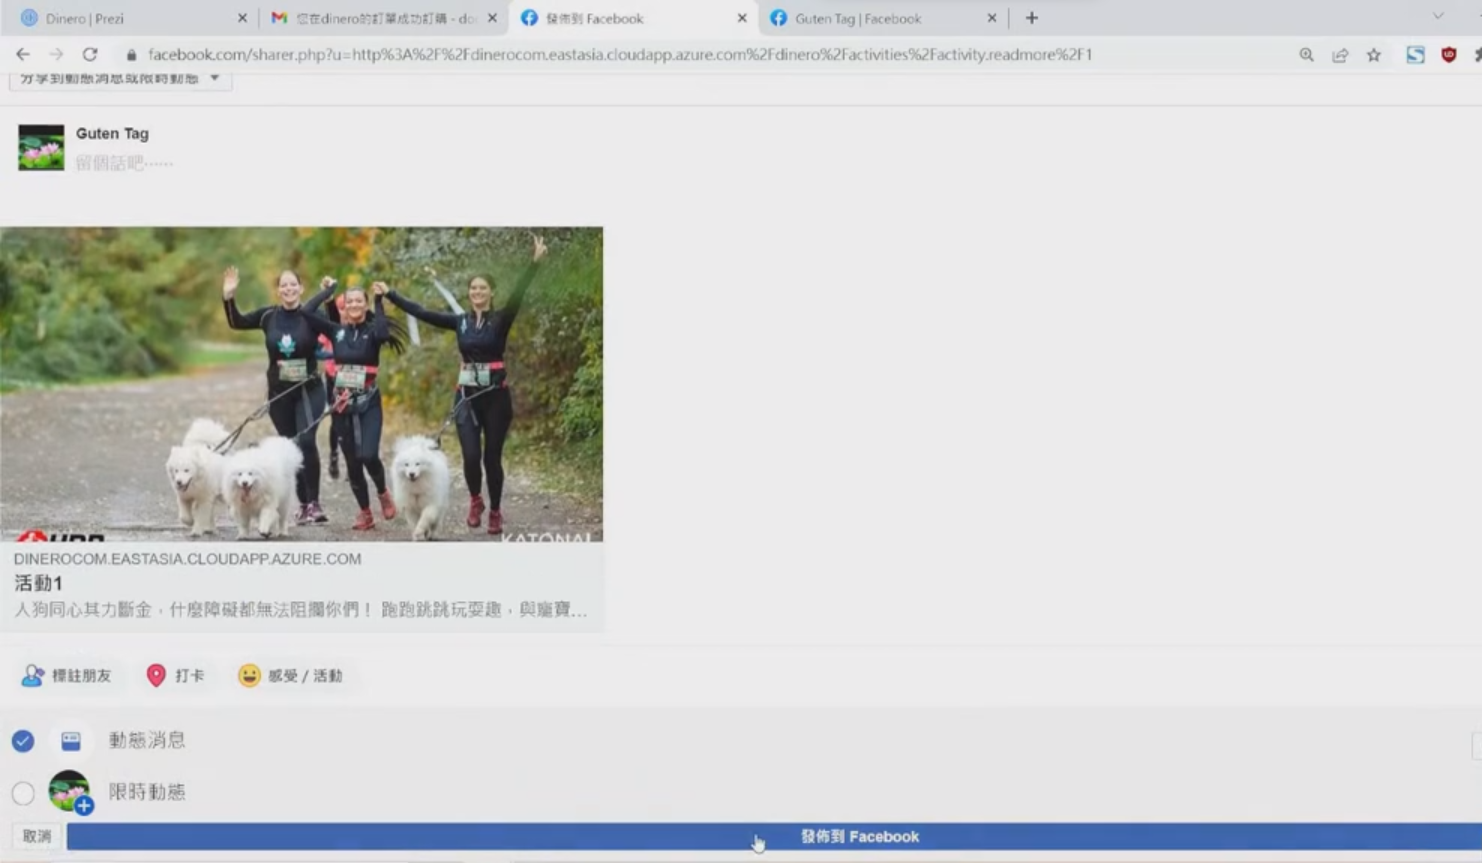 Dinero | Prezi
您在dinero的訂單成功訂購 - do
發佈到 Facebook
Guten Tag | Facebook
facebook.com/sharer.php?u=http%3A%2F%2Fdinerocom.eastasia.cloudapp.azure.com%2Fdinero%2Factivities%2Factivity.readmore%2F1
分享到動態消息或限時動態
Guten Tag
留個話吧……
KATONAI
DINEROCOM.EASTASIA.CLOUDAPP.AZURE.COM
活動1
人狗同心其力斷金，什麼障礙都無法阻攔你們！ 跑跑跳跳玩耍趣，與寵寶...
標註朋友
打卡
感受 / 活動
動態消息
限時動態
取消
發佈到 Facebook